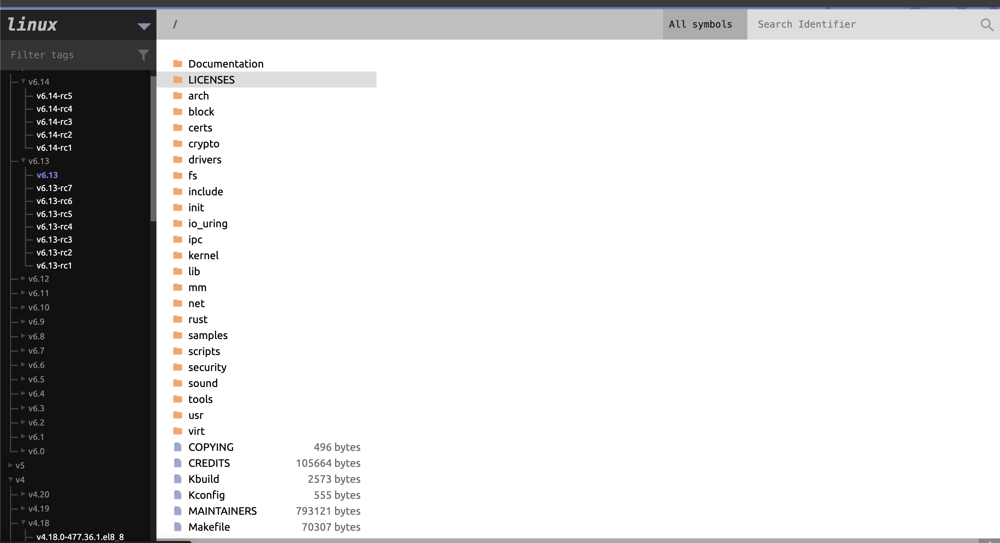 linux
/
All symbols
Search Identifier
Filter tags
v6.14
v6.14-rc5
v6.14-rc4
v6.14-rc3
v6.14-rc2
v6.14-rc1
v6.13
v6.13
v6.13-rc7
v6.13-rc6
v6.13-rc5
v6.13-rc4
v6.13-rc3
v6.13-rc2
v6.13-rc1
v6.12
v6.11
v6.10
v6.9
v6.8
v6.7
v6.6
v6.5
v6.4
v6.3
v6.2
v6.1
v6.0
v5
v4
v4.20
v4.19
v4.18
v4.18.0-477.36.1.el8_8
Documentation
LICENSES
arch
block
certs
crypto
drivers
fs
include
init
io_uring
ipc
kernel
lib
mm
net
rust
samples
scripts
security
sound
tools
usr
virt
COPYING 496 bytes
CREDITS 105664 bytes
Kbuild 2573 bytes
Kconfig 555 bytes
MAINTAINERS 793121 bytes
Makefile 70307 bytes